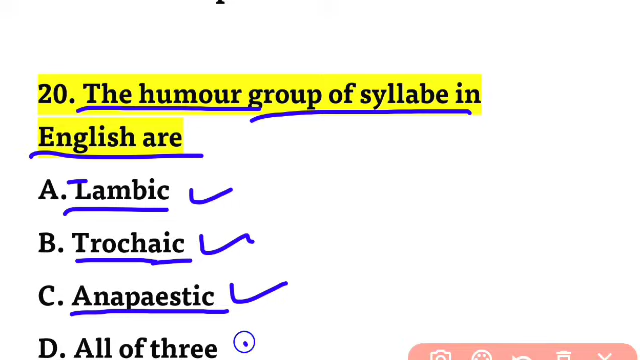 20. The humour group of syllabe in
English are
A. Lambic
B. Trochaic
C. Anapaestic
D. All of three